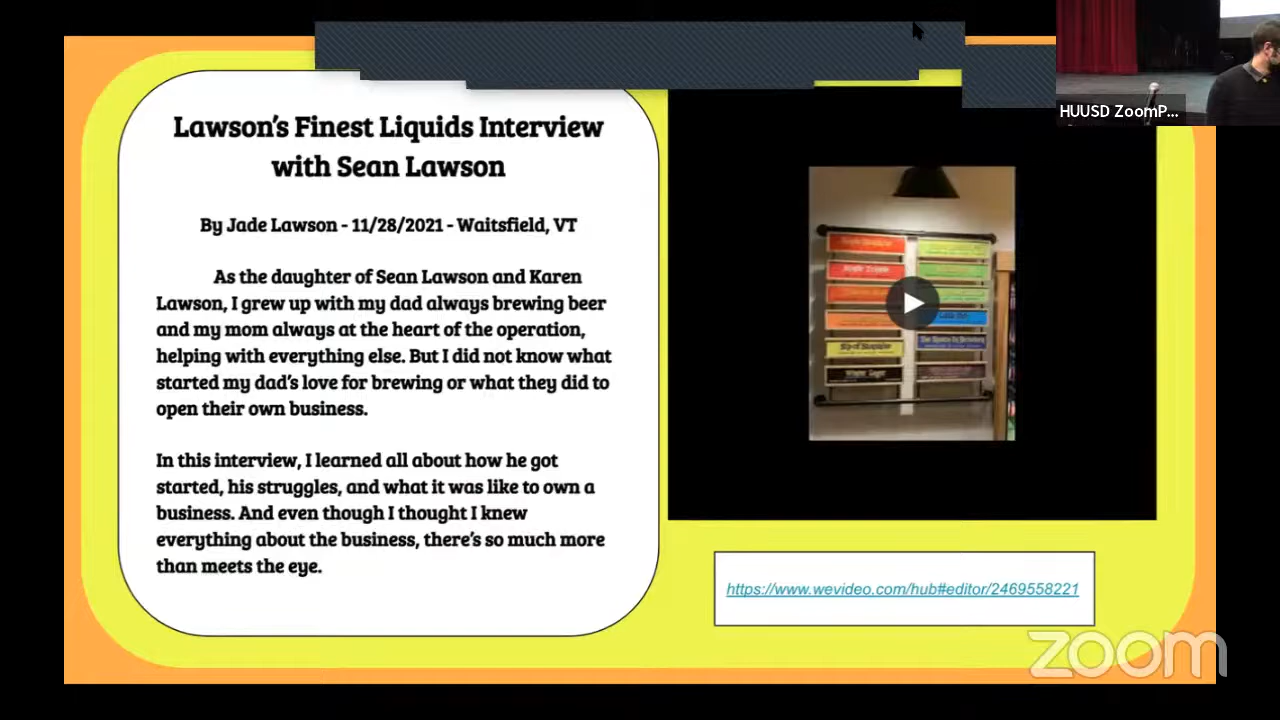 Lawson's Finest Liquids Interview
with Sean Lawson
By Jade Lawson - 11/28/2021 - Waitsfield, VT
As the daughter of Sean Lawson and Karen
Lawson, I grew up with my dad always brewing beer
and my mom always at the heart of the operation,
helping with everything else. But I did not know what
started my dad's love for brewing or what they did to
open their own business.
In this interview, I learned all about how he got
started, his struggles, and what it was like to own a
business. And even though I thought I knew
everything about the business, there's so much more
than meets the eye.
HUUSD ZoomP...
Sip of Sunshine
https://www.wevideo.com/hub#editor/2469558221
zoom